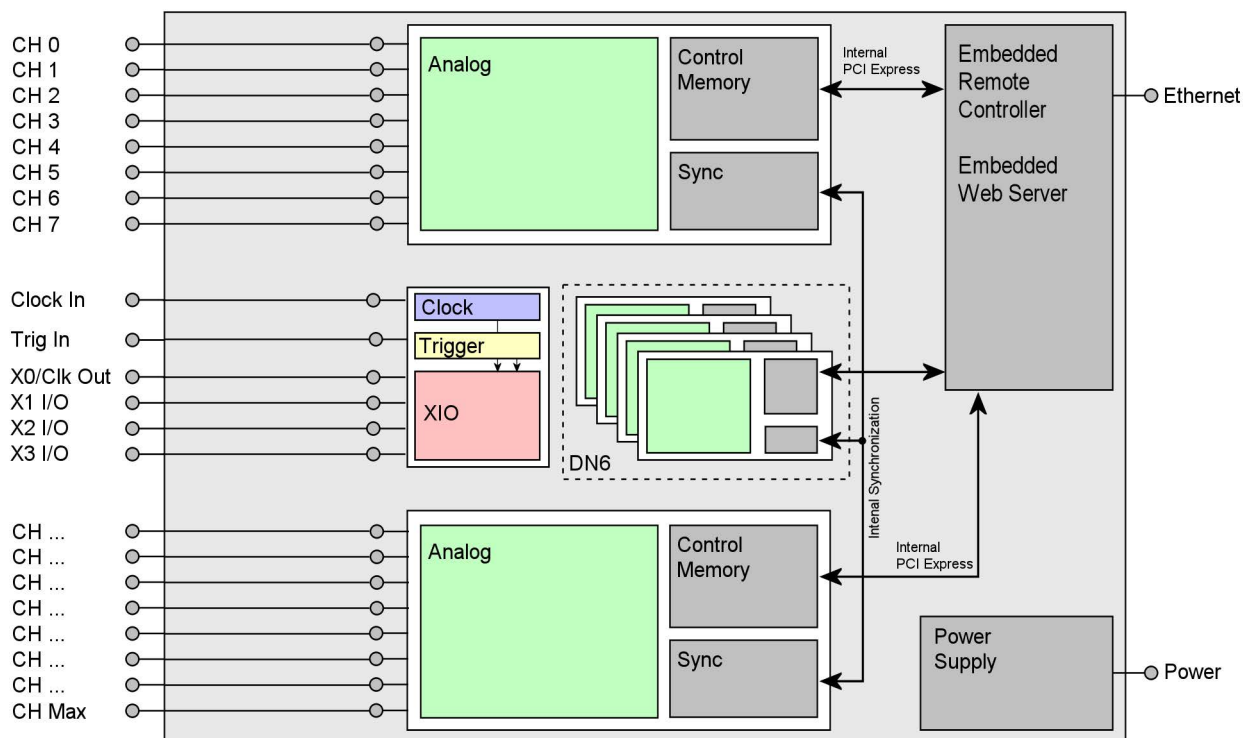 CH 0
CH 1
CH 2
CH 3
CH 4
CH 5
CH 6
CH 7
Analog
Control
Memory
Sync
Internal
PCI Express
Embedded
Remote
Controller
Embedded
Web Server
Ethernet
Clock In
Trig In
X0/Clk Out
X1 I/O
X2 I/O
X3 I/O
Clock
Trigger
XIO
DN6
Intenal Synchronization
CH ...
CH ...
CH ...
CH ...
CH ...
CH ...
CH ...
CH Max
Analog
Control
Memory
Sync
Internal
PCI Express
Power
Supply
Power